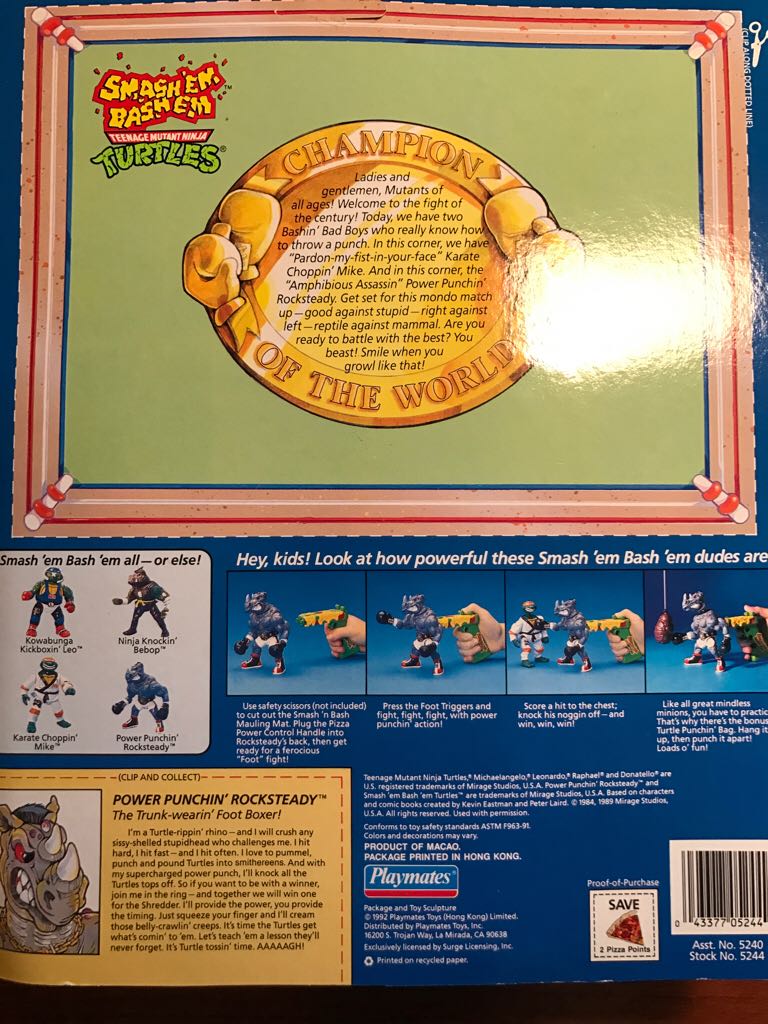 (CLIP ALONG DOTTED LINE)
SMASH 'EM
BASH 'EM™
TEENAGE MUTANT NINJA
TURTLES®
CHAMPION
Ladies and
gentlemen, Mutants of
all ages! Welcome to the fight of
the century! Today, we have two
Bashin' Bad Boys who really know how
to throw a punch. In this corner, we have
"Pardon-my-fist-in-your-face" Karate
Choppin' Mike. And in this corner, the
"Amphibious Assassin" Power Punchin'
Rocksteady. Get set for this mondo match
up—good against stupid—right against
left—reptile against mammal. Are you
ready to battle with the best? You
beast! Smile when you
growl like that!
OF THE WORLD
Smash 'em Bash 'em all—or else!
Kowabunga
Kickboxin' Leo™
Ninja Knockin'
Bebop™
Karate Choppin'
Mike™
Power Punchin'
Rocksteady™
Hey, kids! Look at how powerful these Smash 'em Bash 'em dudes are
Use safety scissors (not included)
to cut out the Smash 'n Bash
Mauling Mat. Plug the Pizza
Power Control Handle into
Rocksteady's back, then get
ready for a ferocious
"Foot" fight!
Press the Foot Triggers and
fight, fight, fight, with power
punchin' action!
Score a hit to the chest;
knock his noggin off—and
win, win, win!
Like all great mindless
minions, you have to practic
That's why there's the bonus
Turtle Punchin' Bag. Hang it
up, then punch it apart!
Loads o' fun!
(CLIP AND COLLECT)
POWER PUNCHIN' ROCKSTEADY™
The Trunk-wearin' Foot Boxer!
I'm a Turtle-rippin' rhino—and I will crush any
sissy-shelled stupidhead who challenges me. I hit
hard, I hit fast—and I hit often. I love to pummel,
punch and pound Turtles into smithereens. And with
my supercharged power punch, I'll knock all the
Turtles tops off. So if you want to be with a winner,
join me in the ring—and together we will win one
for the Shredder. I'll provide the power, you provide
the timing. Just squeeze your finger and I'll cream
those belly-crawlin' creeps. It's time the Turtles get
what's comin' to 'em. Let's teach 'em a lesson they'll
never forget. It's Turtle tossin' time. AAAAAGH!
Teenage Mutant Ninja Turtles,® Michaelangelo,® Leonardo,® Raphael® and Donatello® are
U.S. registered trademarks of Mirage Studios, U.S.A. Power Punchin' Rocksteady™ and
Smash 'em Bash 'em Turtles™ are trademarks of Mirage Studios, U.S.A. Based on characters
and comic books created by Kevin Eastman and Peter Laird. © 1984, 1989 Mirage Studios,
U.S.A. All rights reserved. Used with permission.
Conforms to toy safety standards ASTM F963-91.
Colors and decorations may vary.
PRODUCT OF MACAO.
PACKAGE PRINTED IN HONG KONG.
Playmates®
Package and Toy Sculpture
© 1992 Playmates Toys (Hong Kong) Limited.
Distributed by Playmates Toys, Inc.
16200 S. Trojan Way, La Mirada, CA 90638
Exclusively licensed by Surge Licensing, Inc.
Printed on recycled paper.
Proof-of-Purchase
SAVE
2 Pizza Points
0 43377 05244
Asst. No. 5240
Stock No. 5244